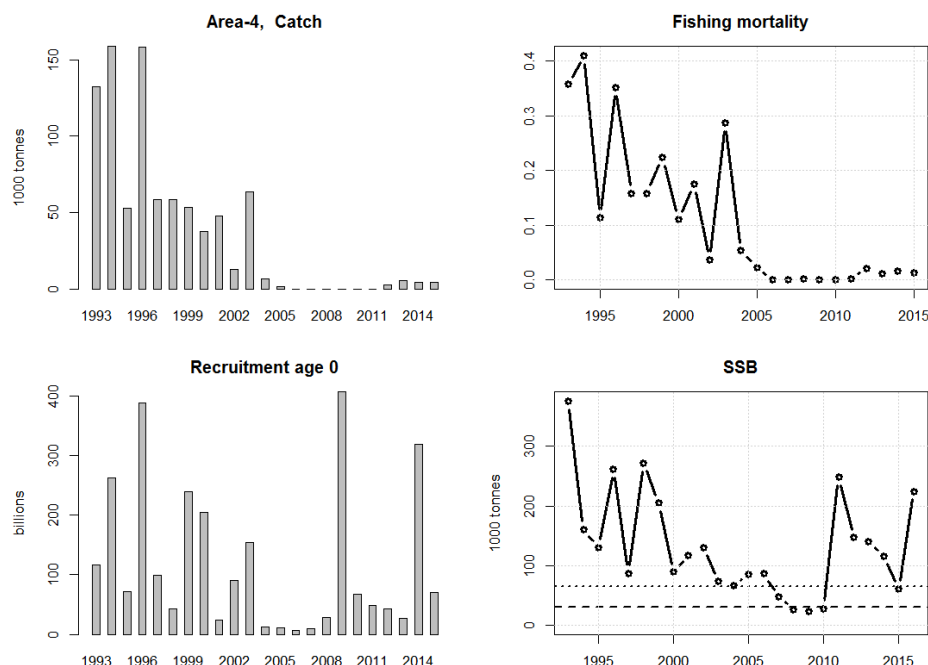 Area-4, Catch
1000 tonnes
150
100
50
0
1993 1996 1999 2002 2005 2008 2011 2014
Fishing mortality
0.4
0.3
0.2
0.1
0.0
1995 2000 2005 2010 2015
Recruitment age 0
billions
400
300
200
100
0
1993 1996 1999 2002 2005 2008 2011 2014
SSB
1000 tonnes
300
200
100
0
1995 2000 2005 2010 2015